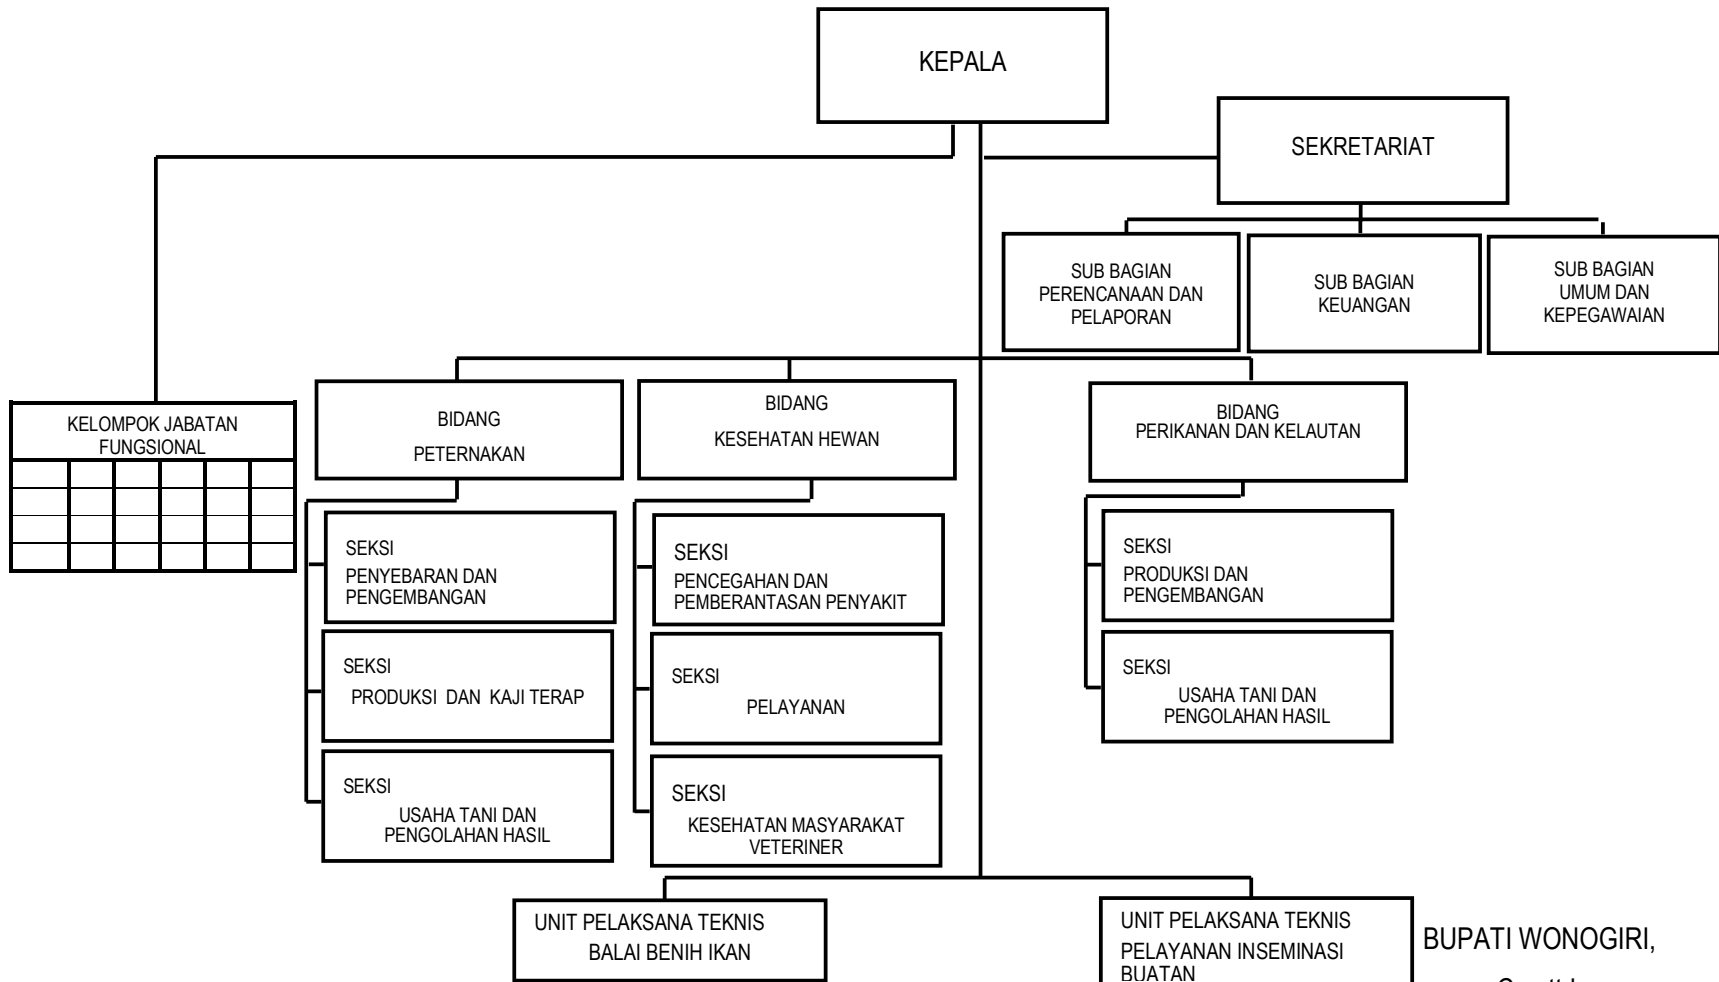 KEPALA
SEKRETARIAT
SUB BAGIAN
PERENCANAAN DAN
PELAPORAN
SUB BAGIAN
KEUANGAN
SUB BAGIAN
UMUM DAN
KEPEGAWAIAN
KELOMPOK JABATAN
FUNGSIONAL
BIDANG
PETERNAKAN
BIDANG
KESEHATAN HEWAN
BIDANG
PERIKANAN DAN KELAUTAN
SEKSI
PENYEBARAN DAN
PENGEMBANGAN
SEKSI
PRODUKSI DAN KAJI TERAP
SEKSI
USAHA TANI DAN
PENGOLAHAN HASIL
SEKSI
PENCEGAHAN DAN
PEMBERANTASAN PENYAKIT
SEKSI
PELAYANAN
SEKSI
KESEHATAN MASYARAKAT
VETERINER
SEKSI
PRODUKSI DAN
PENGEMBANGAN
SEKSI
USAHA TANI DAN
PENGOLAHAN HASIL
UNIT PELAKSANA TEKNIS
BALAI BENIH IKAN
UNIT PELAKSANA TEKNIS
PELAYANAN INSEMINASI
BUATAN
BUPATI WONOGIRI,